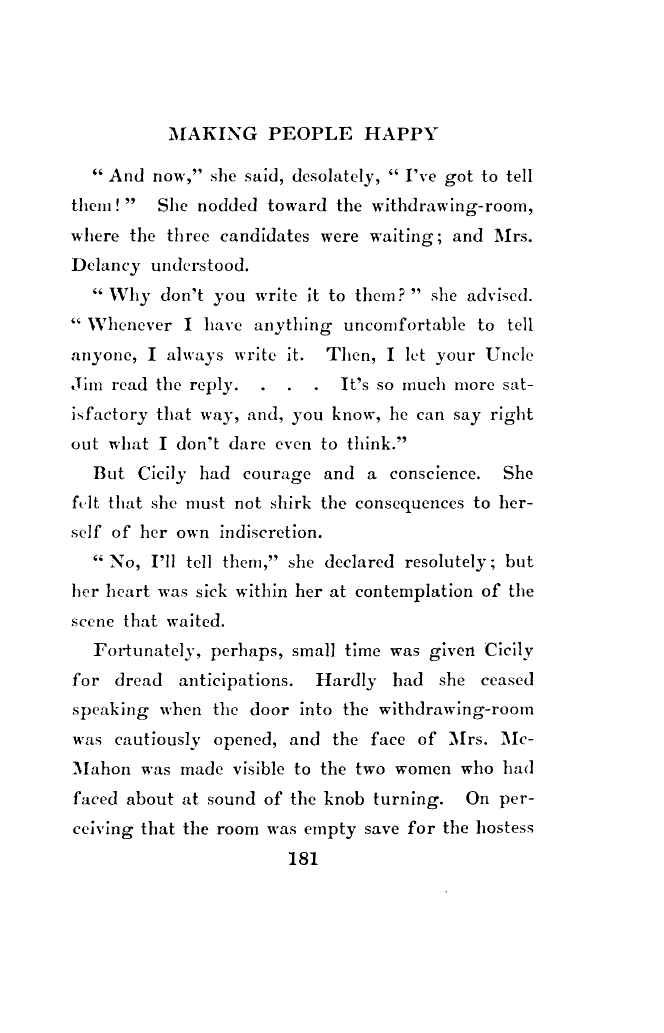 MAKING PEOPLE HAPPY
“ And now,” she said, desolately, “ I’ve got to tell
them! ” She nodded toward the withdrawing-room,
where the three candidates were waiting; and Mrs.
Delancy understood.
“ Why don’t you write it to them? ” she advised.
“ Whenever I have anything uncomfortable to tell
anyone, I always write it. Then, I let your Uncle
Jim read the reply. . . . It’s so much more sat-
isfactory that way, and, you know, he can say right
out what I don’t dare even to think.”
But Cicily had courage and a conscience. She
felt that she must not shirk the consequences to her-
self of her own indiscretion.
“ No, I’ll tell them,” she declared resolutely; but
her heart was sick within her at contemplation of the
scene that waited.
Fortunately, perhaps, small time was given Cicily
for dread anticipations. Hardly had she ceased
speaking when the door into the withdrawing-room
was cautiously opened, and the face of Mrs. Mc-
Mahon was made visible to the two women who had
faced about at sound of the knob turning. On per-
ceiving that the room was empty save for the hostess
181